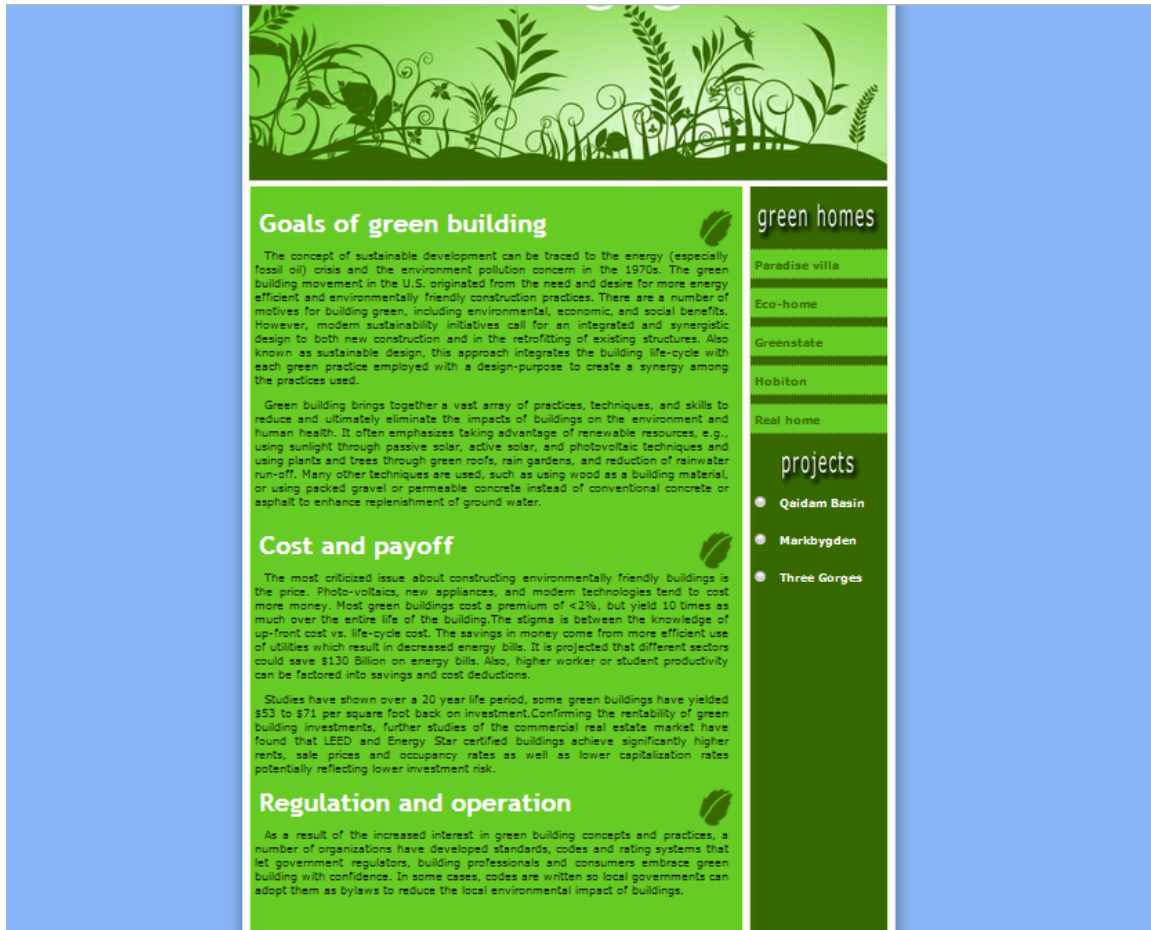 Goals of green building
The concept of sustainable development can be traced to the energy (especially
fossil oil) crisis and the environment pollution concern in the 1970s. The green
building movement in the U.S. originated from the need and desire for more energy
efficient and environmentally friendly construction practices. There are a number of
motives for building green, including environmental, economic, and social benefits.
However, modern sustainability initiatives call for an integrated and synergistic
design to both new construction and in the retrofitting of existing structures. Also
known as sustainable design, this approach integrates the building life-cycle with
each green practice employed with a design-purpose to create a synergy among
the practices used.
Green building brings together a vast array of practices, techniques, and skills to
reduce and ultimately eliminate the impacts of buildings on the environment and
human health. It often emphasizes taking advantage of renewable resources, e.g.,
using sunlight through passive solar, active solar, and photovoltaic techniques and
using plants and trees through green roofs, rain gardens, and reduction of rainwater
run-off. Many other techniques are used, such as using wood as a building material,
or using packed gravel or permeable concrete instead of conventional concrete or
asphalt to enhance replenishment of ground water.
Cost and payoff
The most criticized issue about constructing environmentally friendly buildings is
the price. Photo-voltaics, new appliances, and modern technologies tend to cost
more money. Most green buildings cost a premium of <2%, but yield 10 times as
much over the entire life of the building.The stigma is between the knowledge of
up-front cost vs. life-cycle cost. The savings in money come from more efficient use
of utilities which result in decreased energy bills. It is projected that different sectors
could save $130 Billion on energy bills. Also, higher worker or student productivity
can be factored into savings and cost deductions.
Studies have shown over a 20 year life period, some green buildings have yielded
$53 to $71 per square foot back on investment.Confirming the rentability of green
building investments, further studies of the commercial real estate market have
found that LEED and Energy Star certified buildings achieve significantly higher
rents, sale prices and occupancy rates as well as lower capitalization rates
potentially reflecting lower investment risk.
Regulation and operation
As a result of the increased interest in green building concepts and practices, a
number of organizations have developed standards, codes and rating systems that
let government regulators, building professionals and consumers embrace green
building with confidence. In some cases, codes are written so local governments can
adopt them as bylaws to reduce the local environmental impact of buildings.
green homes
Paradise villa
Eco-home
Greenstate
Hobiton
Real home
projects
Qaidam Basin
Markbygden
Three Gorges